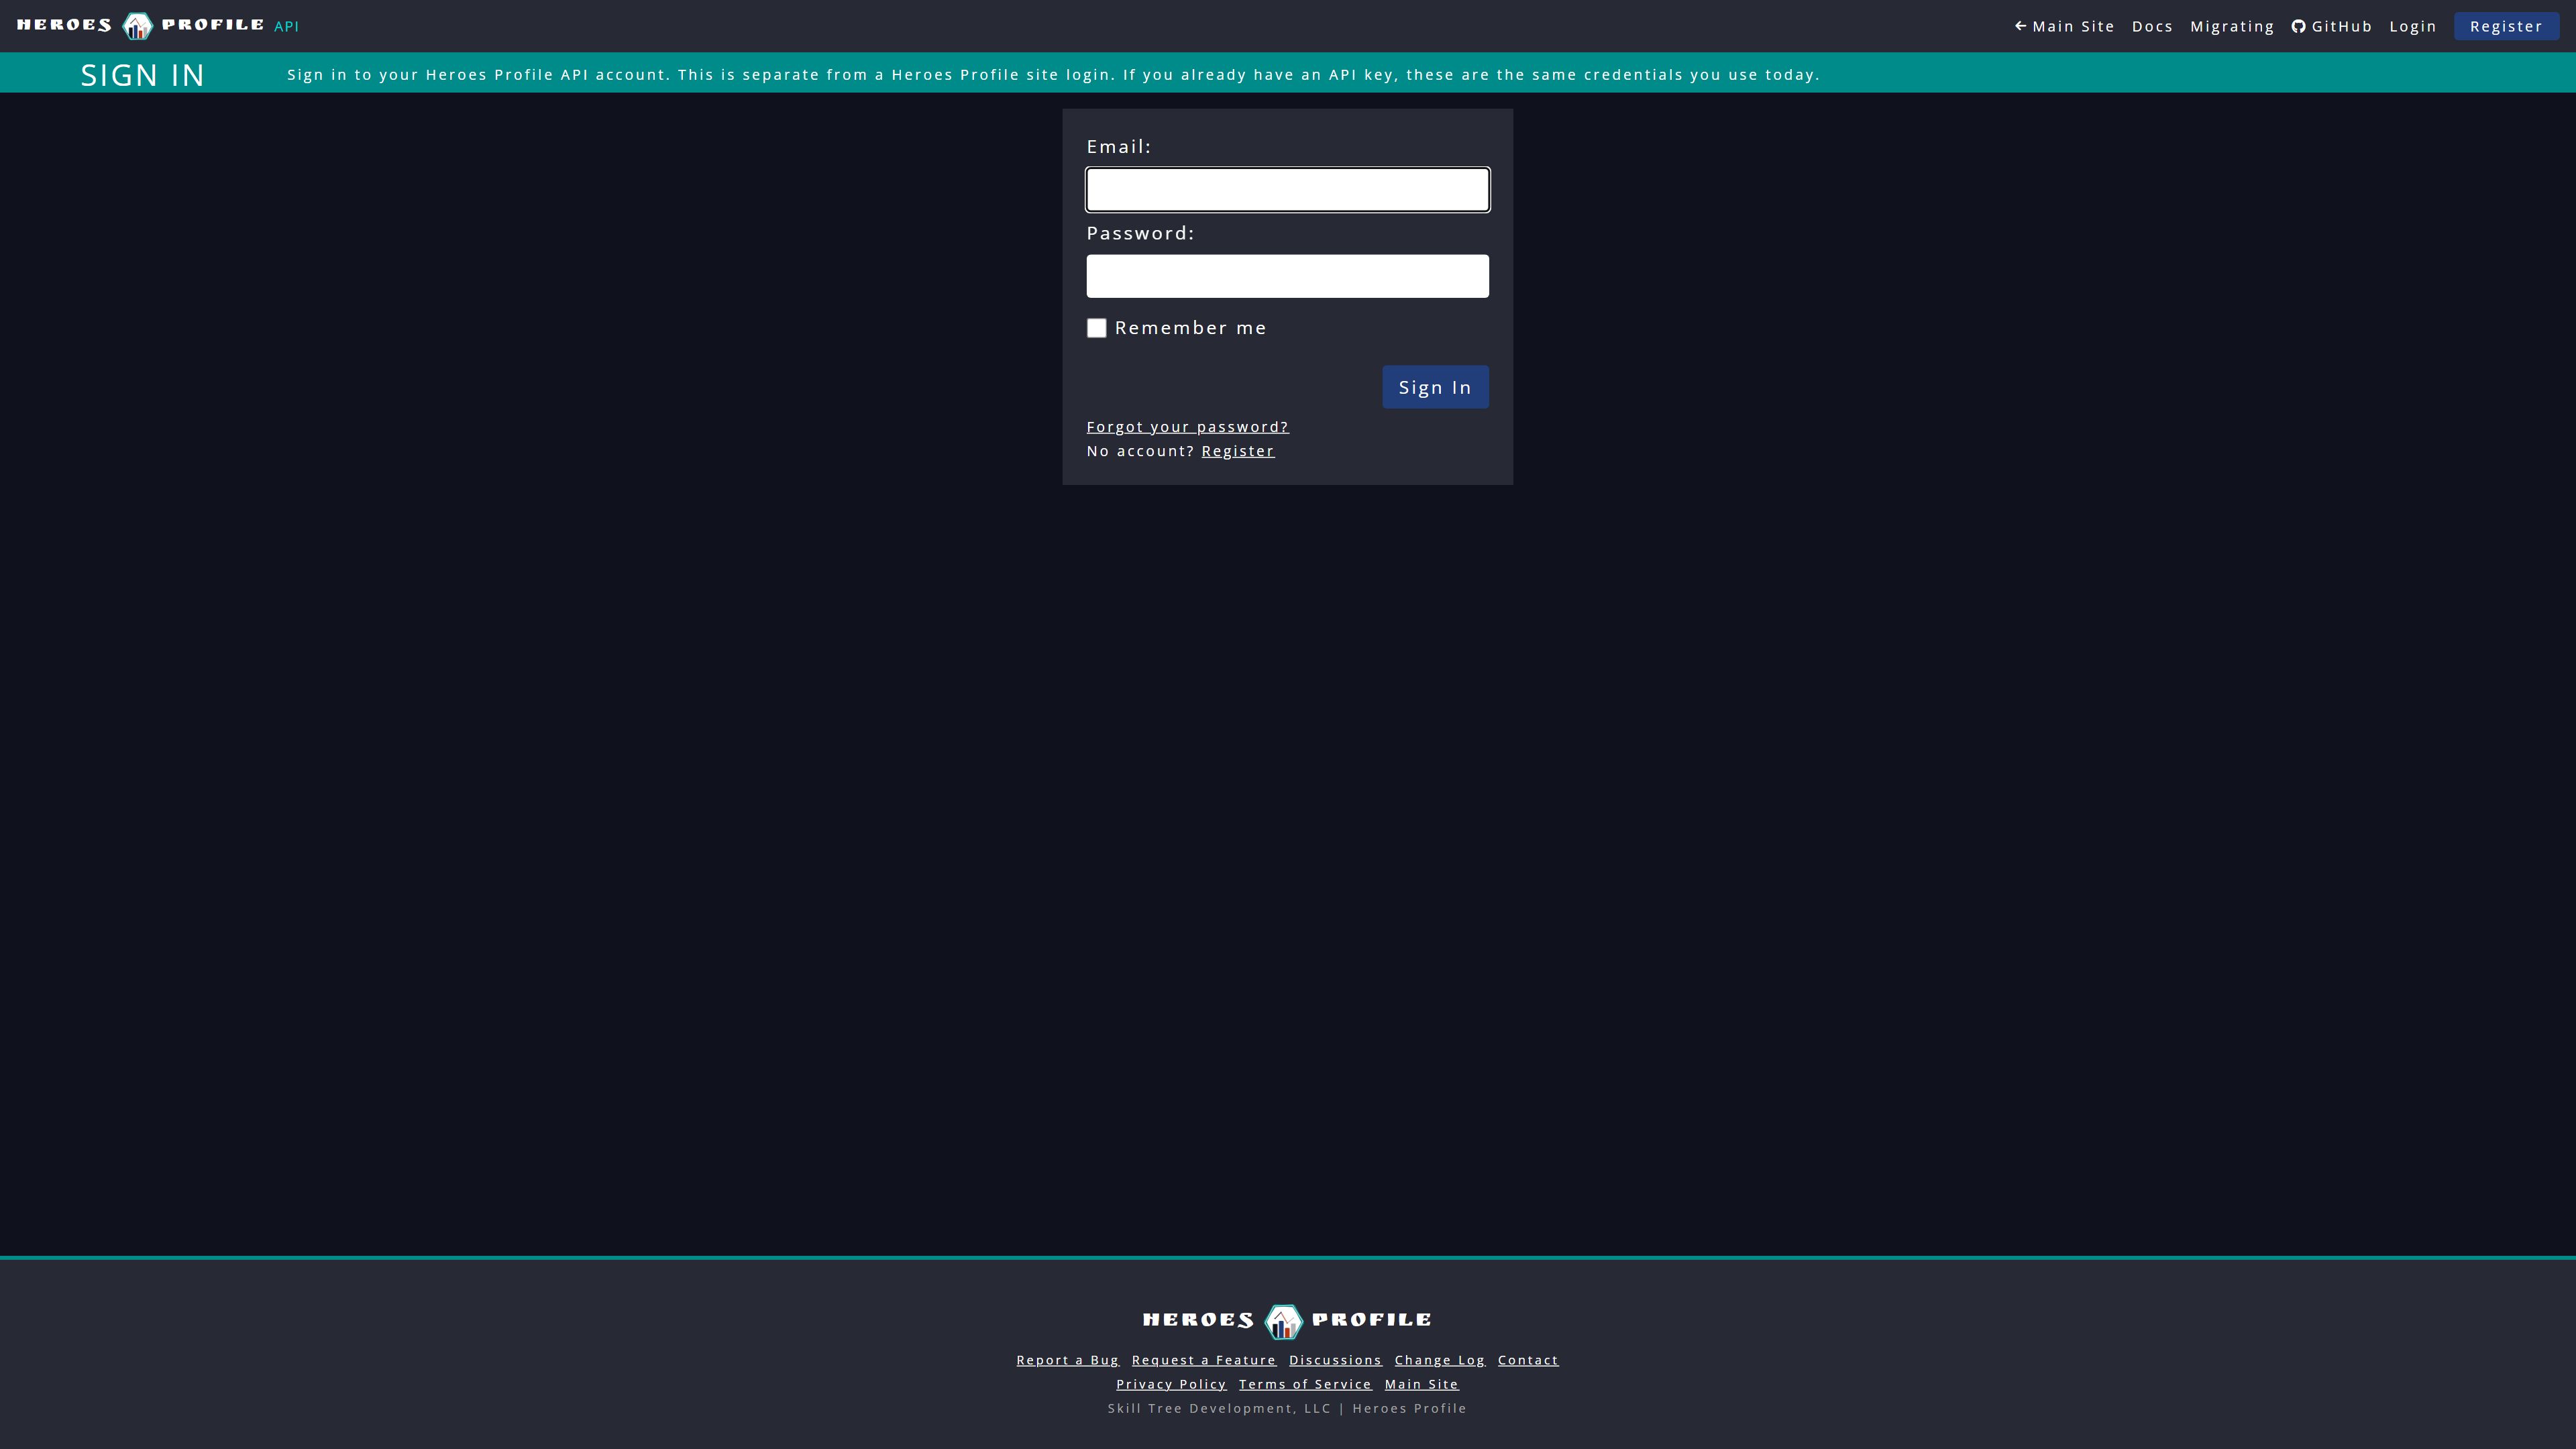 HEROES PROFILE API
Main Site Docs Migrating GitHub Login Register
SIGN IN
Sign in to your Heroes Profile API account. This is separate from a Heroes Profile site login. If you already have an API key, these are the same credentials you use today.
Email:
Password:
Remember me
Sign In
Forgot your password?
No account? Register
HEROES PROFILE
Report a Bug Request a Feature Discussions Change Log Contact
Privacy Policy Terms of Service Main Site
Skill Tree Development, LLC | Heroes Profile